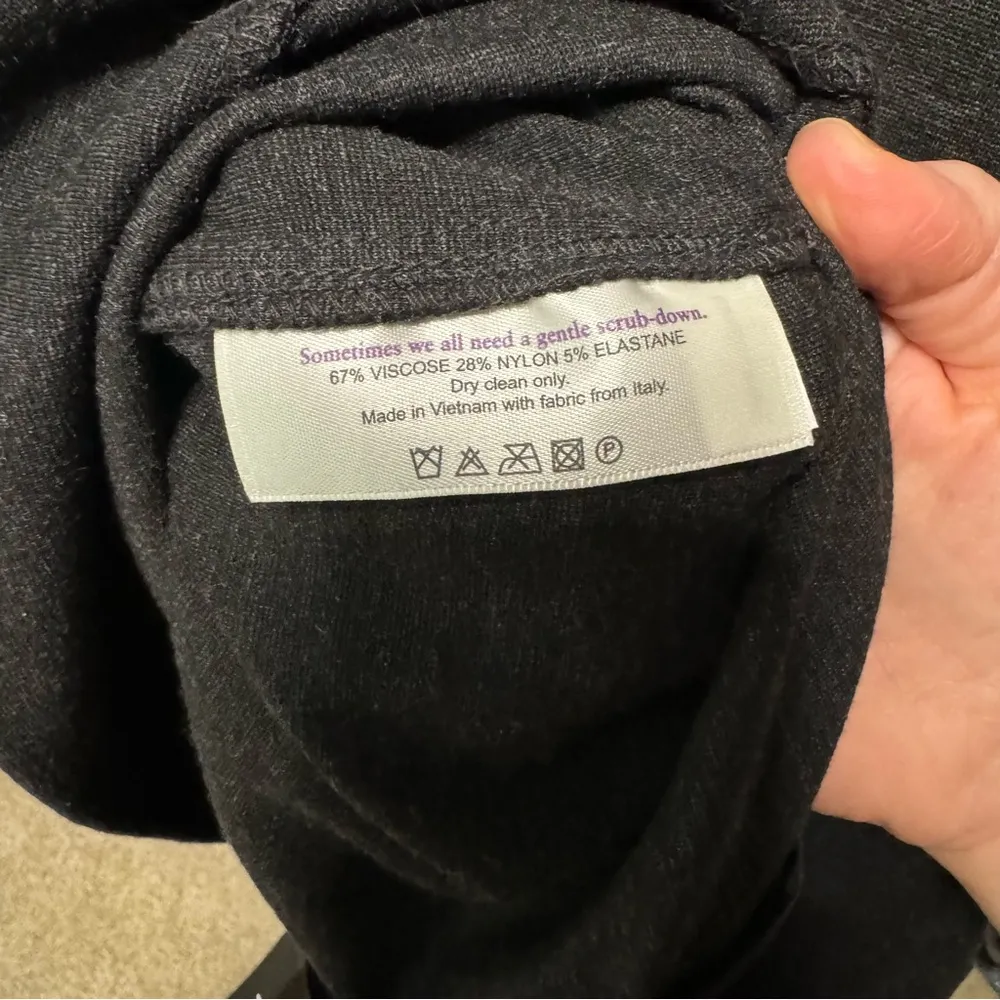 Sometimes we all need a gentle scrub-down.
67% VISCOSE 28% NYLON 5% ELASTANE
Dry clean only.
Made in Vietnam with fabric from Italy.
P